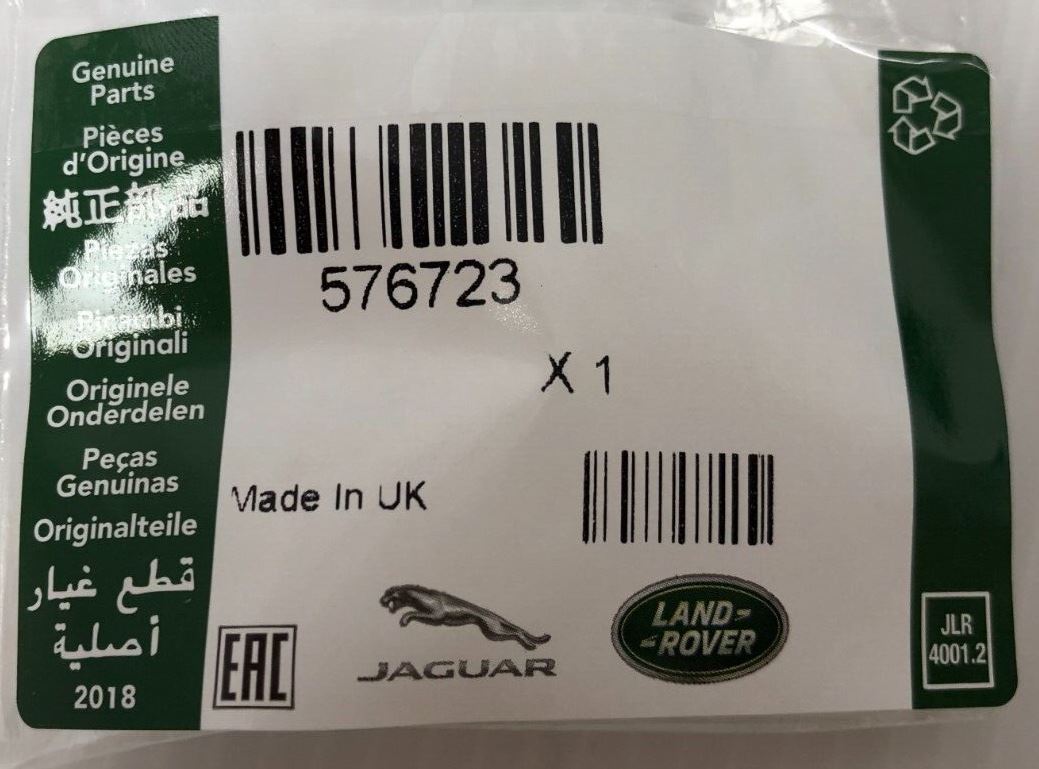 Genuine
Parts
Pièces
d'Origine
純正部品
Piezas
Originales
Ricambi
Originali
Originele
Onderdelen
Peças
Genuínas
Originalteile
قطع غيار
أصلية
2018
576723
X 1
Made In UK
EAC
JAGUAR
LAND-
-ROVER
JLR
4001.2